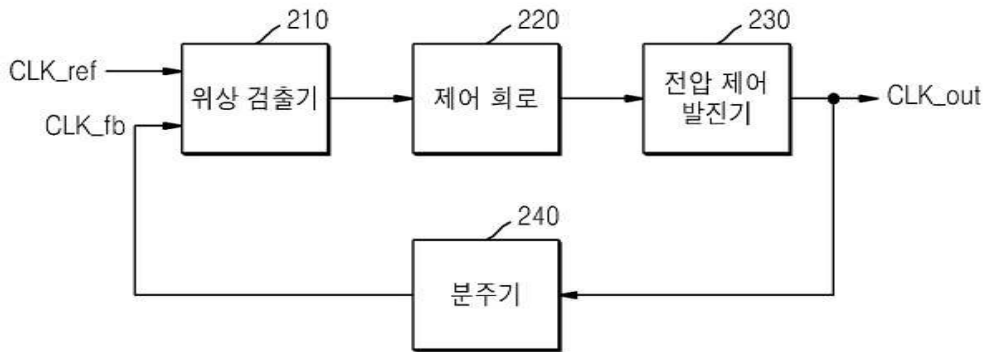 210
220
230
CLK_ref
위상 검출기
제어 회로
전압 제어
발진기
CLK_out
CLK_fb
240
분주기